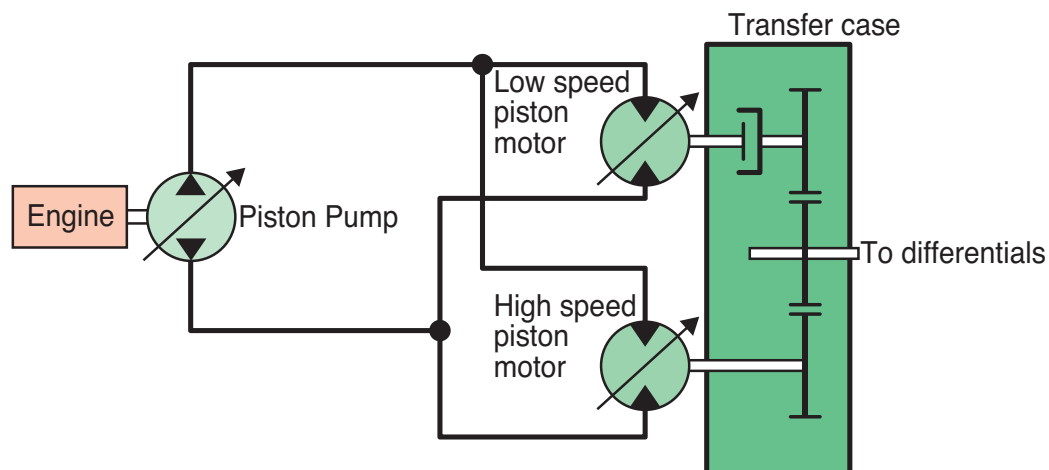 Transfer case
Low speed
piston
motor
Engine
Piston Pump
To differentials
High speed
piston
motor